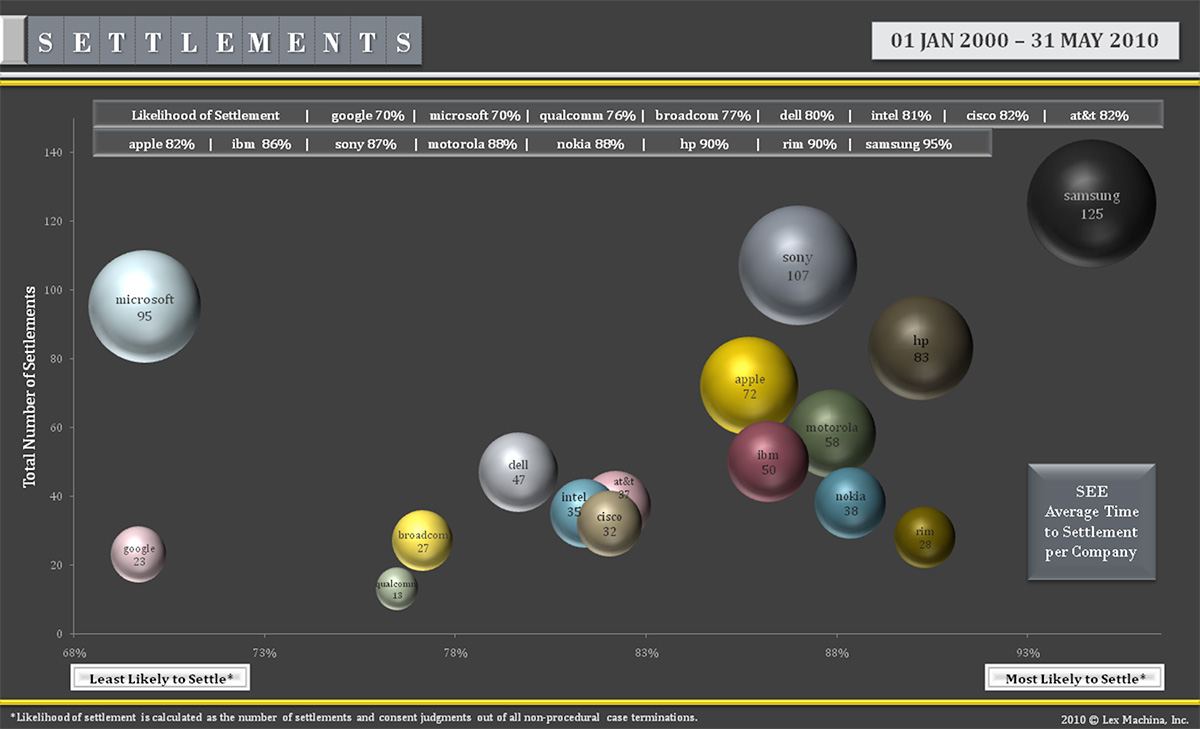 SETTLEMENTS
01 JAN 2000 – 31 MAY 2010
Likelihood of Settlement | google 70% | microsoft 70% | qualcomm 76% | broadcom 77% | dell 80% | intel 81% | cisco 82% | at&t 82%
apple 82% | ibm 86% | sony 87% | motorola 88% | nokia 88% | hp 90% | rim 90% | samsung 95%
Total Number of Settlements
140
120
100
80
60
40
20
0
samsung
125
sony
107
microsoft
95
hp
83
apple
72
motorola
58
ibm
50
dell
47
nokia
38
at&t
37
intel
35
cisco
32
rim
28
broadcom
27
google
23
qualcomm
13
SEE
Average Time
to Settlement
per Company
68%
73%
78%
83%
88%
93%
Least Likely to Settle*
Most Likely to Settle*
*Likelihood of settlement is calculated as the number of settlements and consent judgments out of all non-procedural case terminations.
2010 © Lex Machina, Inc.